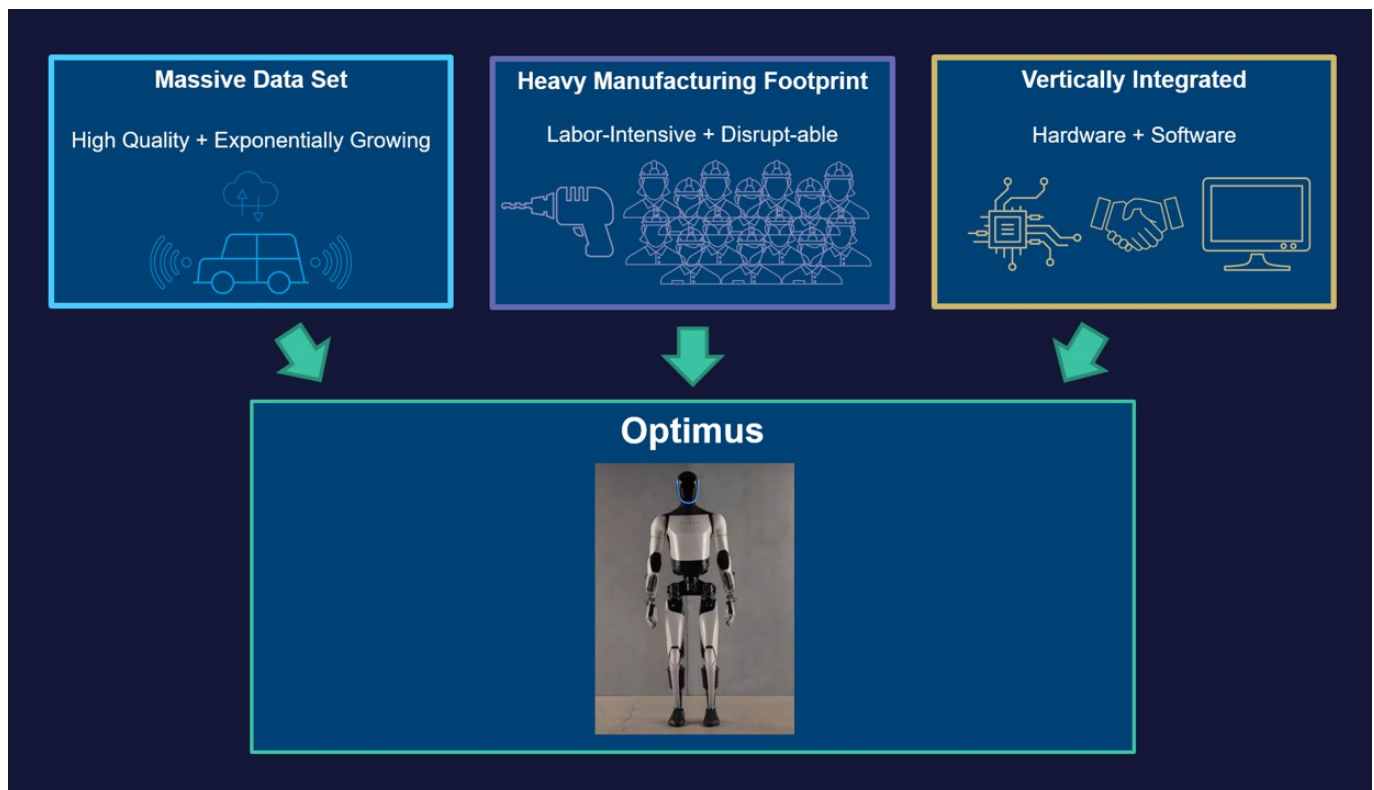 Massive Data Set
High Quality + Exponentially Growing
Heavy Manufacturing Footprint
Labor-Intensive + Disrupt-able
Vertically Integrated
Hardware + Software
Optimus